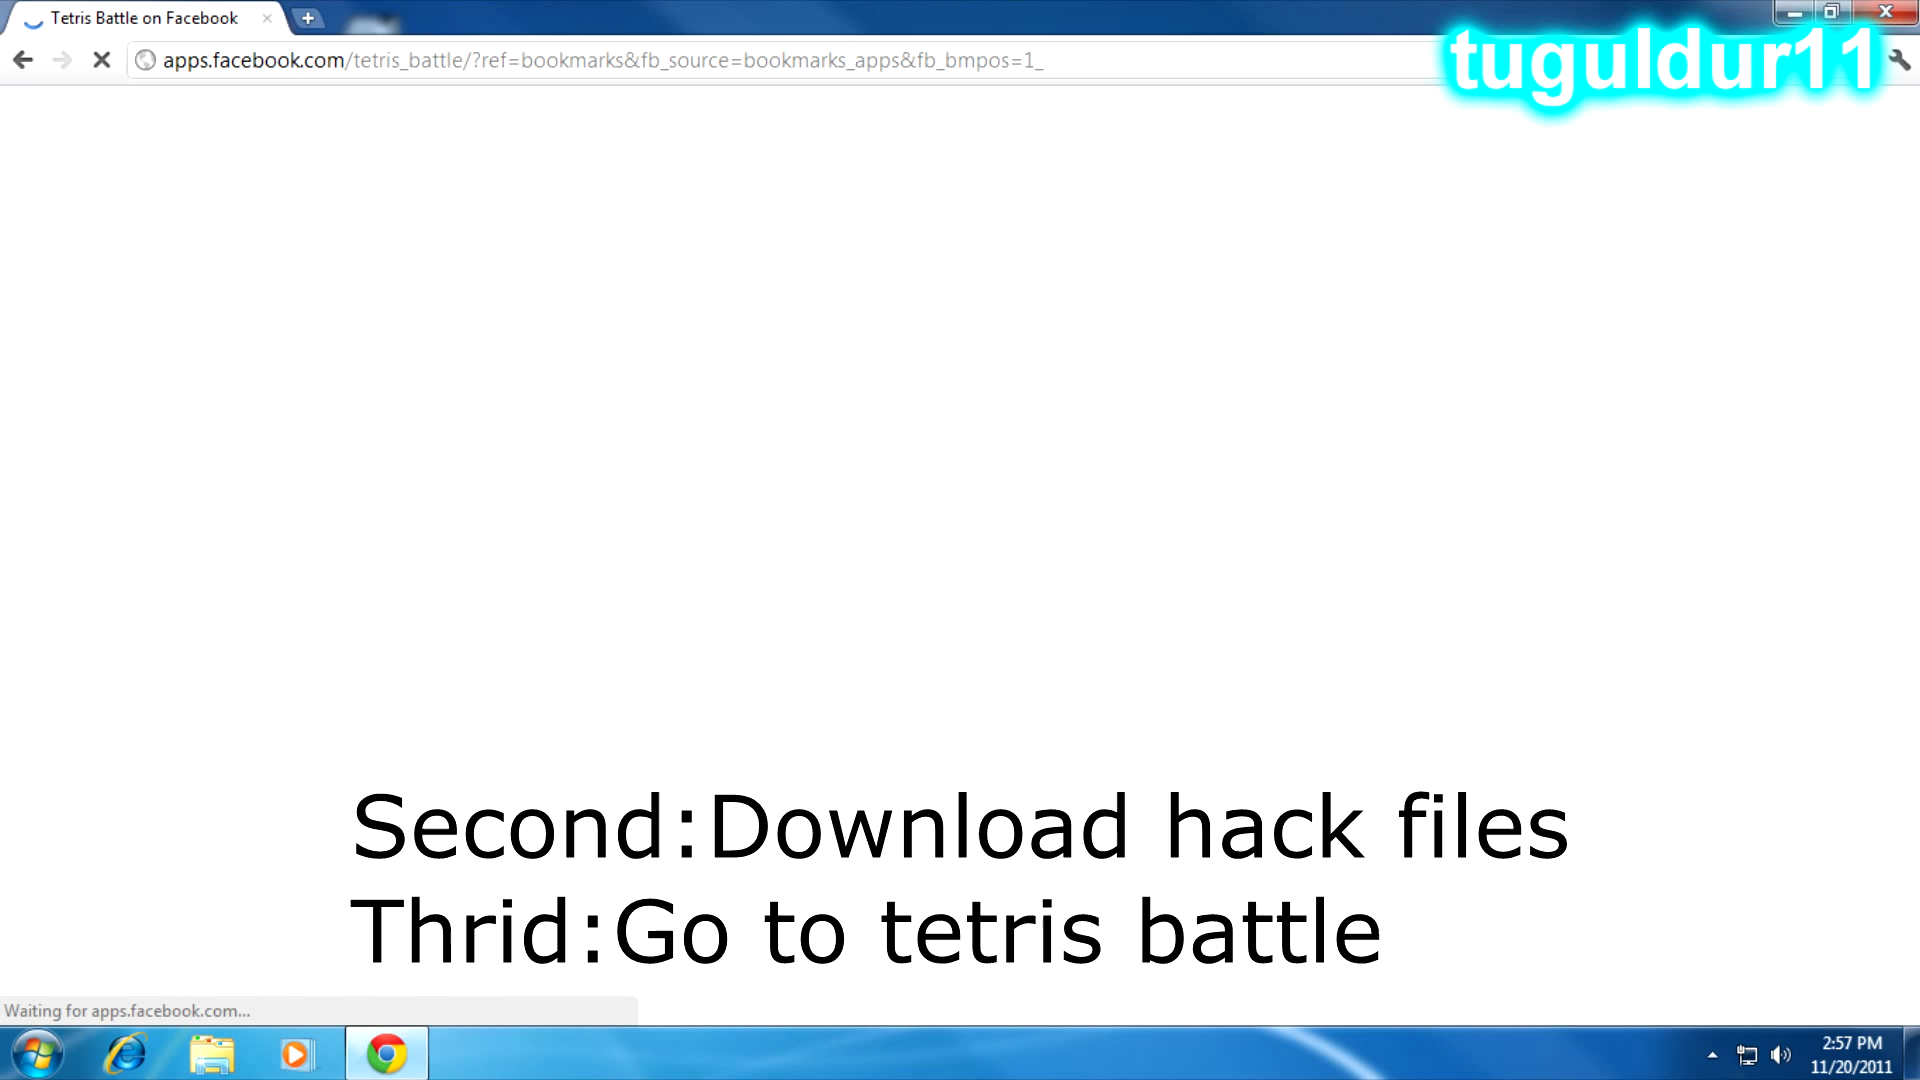 Tetris Battle on Facebook
apps.facebook.com/tetris_battle/?ref=bookmarks&fb_source=bookmarks_apps&fb_bmpos=1_
tuguldur11
Second:Download hack files
Thrid:Go to tetris battle
Waiting for apps.facebook.com...
2:57 PM
11/20/2011